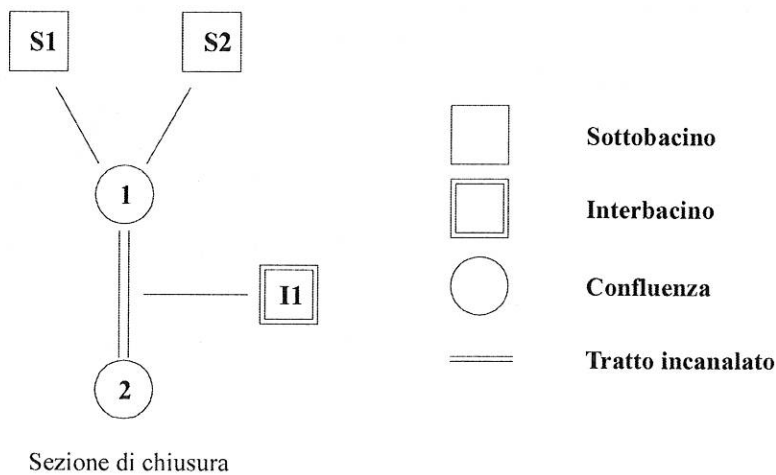 S1
S2
1
I1
2
Sezione di chiusura
Sottobacino
Interbacino
Confluenza
Tratto incanalato